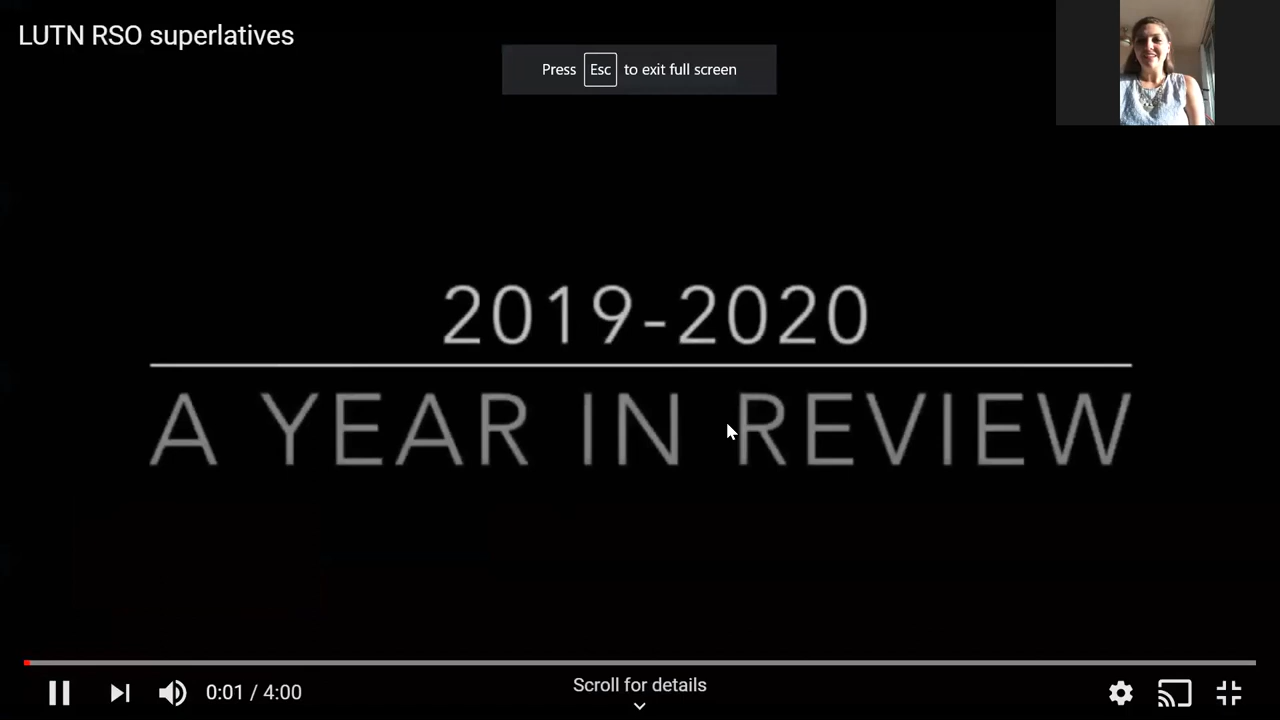 LUTN RSO superlatives
Press Esc to exit full screen
2019-2020
A YEAR IN REVIEW
0:01 / 4:00
Scroll for details